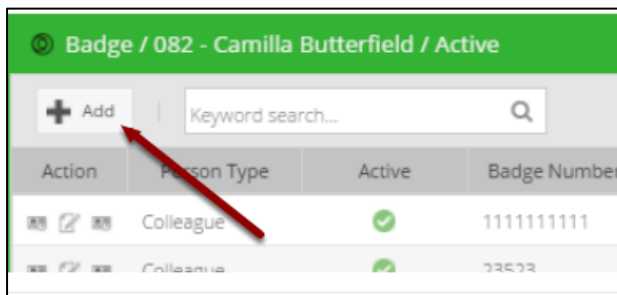 Badge / 082 - Camilla Butterfield / Active
Add Keyword search...
Action Person Type Active Badge Number
Colleague 1111111111
Colleague 23523